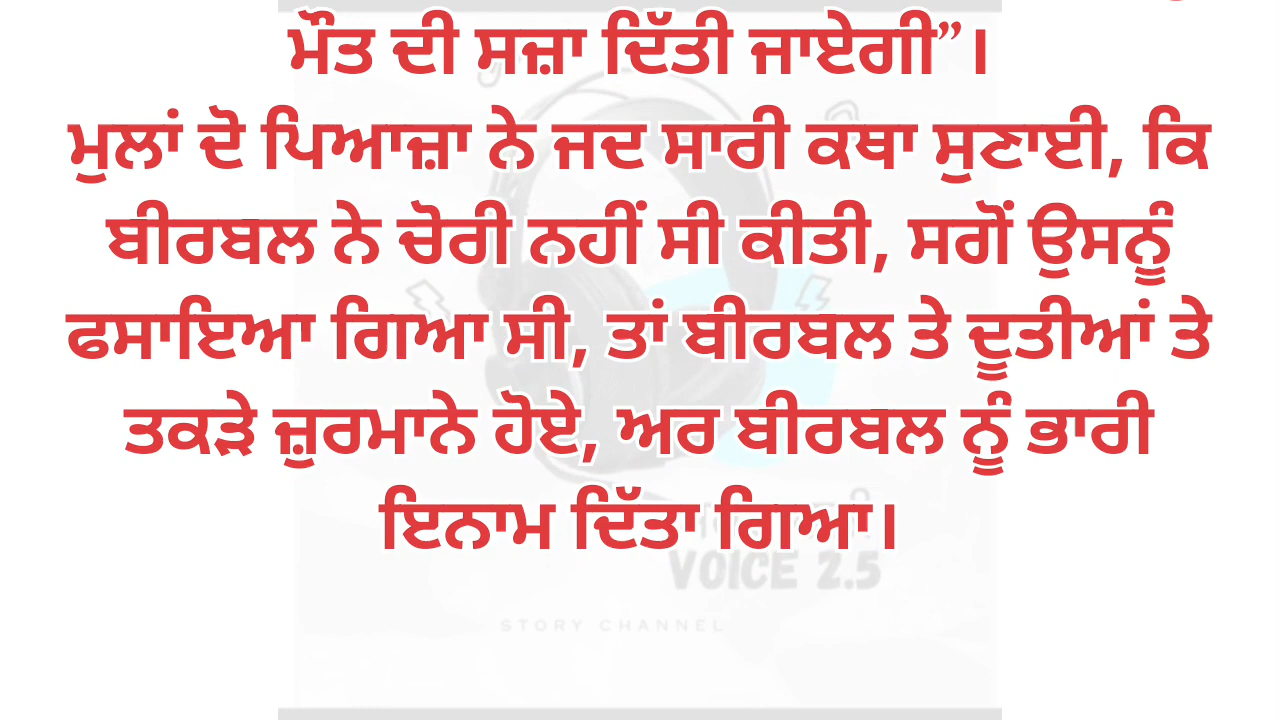 ਮੌਤ ਦੀ ਸਜ਼ਾ ਦਿੱਤੀ ਜਾਏਗੀ”।
ਮੁਲਾਂ ਦੋ ਪਿਆਜ਼ਾ ਨੇ ਜਦ ਸਾਰੀ ਕਥਾ ਸੁਣਾਈ, ਕਿ
ਬੀਰਬਲ ਨੇ ਚੋਰੀ ਨਹੀਂ ਸੀ ਕੀਤੀ, ਸਗੋਂ ਉਸਨੂੰ
ਫਸਾਇਆ ਗਿਆ ਸੀ, ਤਾਂ ਬੀਰਬਲ ਤੇ ਦੂਤੀਆਂ ਤੇ
ਤਕੜੇ ਜ਼ੁਰਮਾਨੇ ਹੋਏ, ਅਰ ਬੀਰਬਲ ਨੂੰ ਭਾਰੀ
ਇਨਾਮ ਦਿੱਤਾ ਗਿਆ।
VOICE 2.5
STORY CHANNEL